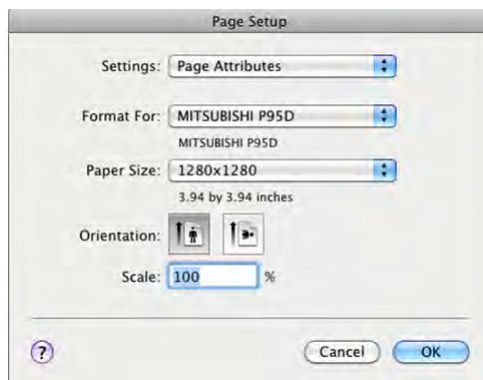 Page Setup
Settings: Page Attributes
Format For: MITSUBISHI P95D
MITSUBISHI P95D
Paper Size: 1280x1280
3.94 by 3.94 inches
Orientation:
Scale: 100 %
? Cancel OK